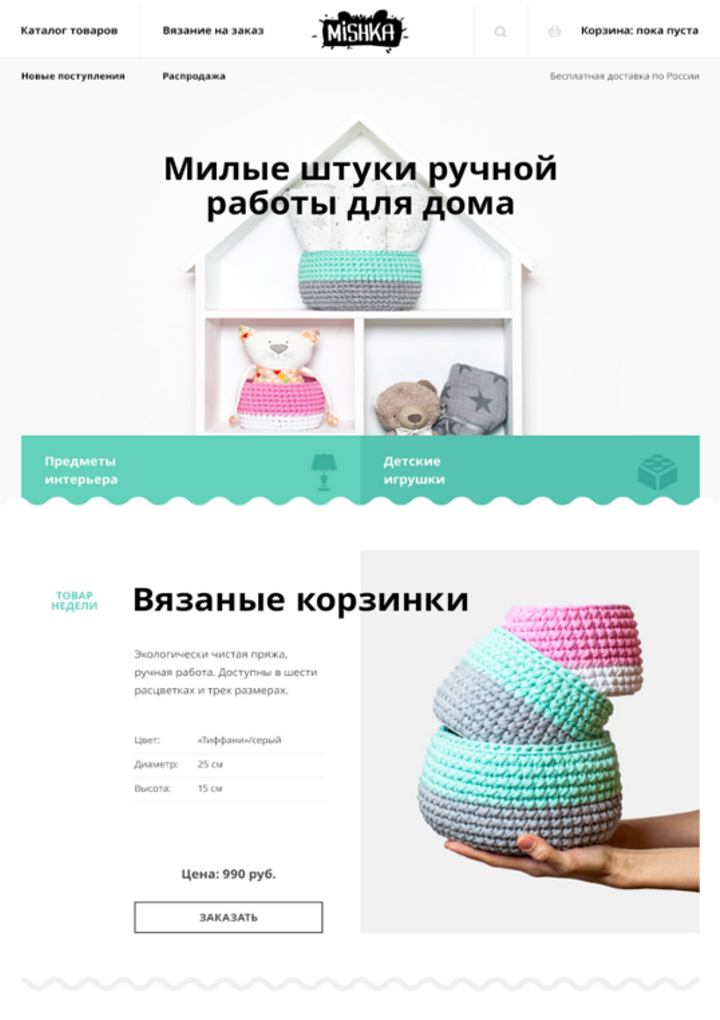 Каталог товаров
Вязание на заказ
MiSHKA
Корзина: пока пуста
Новые поступления
Распродажа
Бесплатная доставка по России
Милые штуки ручной
работы для дома
Предметы
интерьера
Детские
игрушки
ТОВАР
НЕДЕЛИ
Вязаные корзинки
Экологически чистая пряжа,
ручная работа. Доступны в шести
расцветках и трех размерах.
Цвет: «Тиффани»/серый
Диаметр: 25 см
Высота: 15 см
Цена: 990 руб.
ЗАКАЗАТЬ